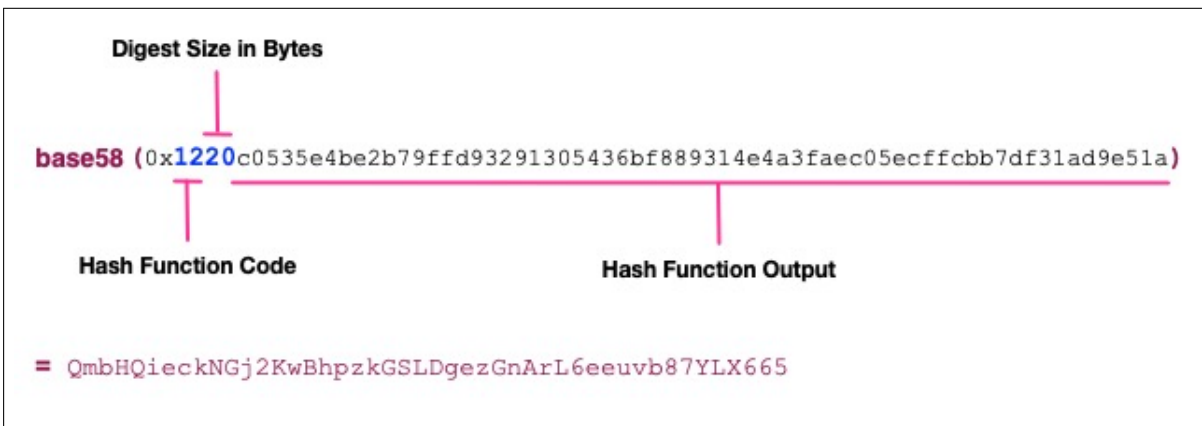 Digest Size in Bytes
base58 (0x1220c0535e4be2b79ffd93291305436bf889314e4a3faec05ecffcbb7df31ad9e51a)
Hash Function Code
Hash Function Output
= QmbHQieckNGj2KwBhpzkGSLDgezGnArL6eeuvb87YLX665